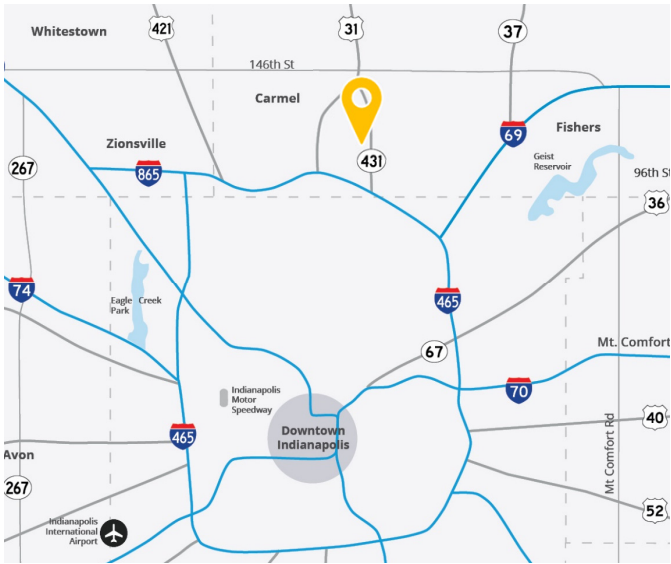 421
31
37
Whitestown
146th St
Carmel
Zionsville
69
Fishers
431
Geist
Reservoir
267
865
96th St
36
74
465
Eagle Creek
Park
67
Mt. Comfort
70
Indianapolis
Motor
Speedway
40
465
Downtown
Indianapolis
Avon
Mt Comfort Rd
267
52
Indianapolis
International
Airport